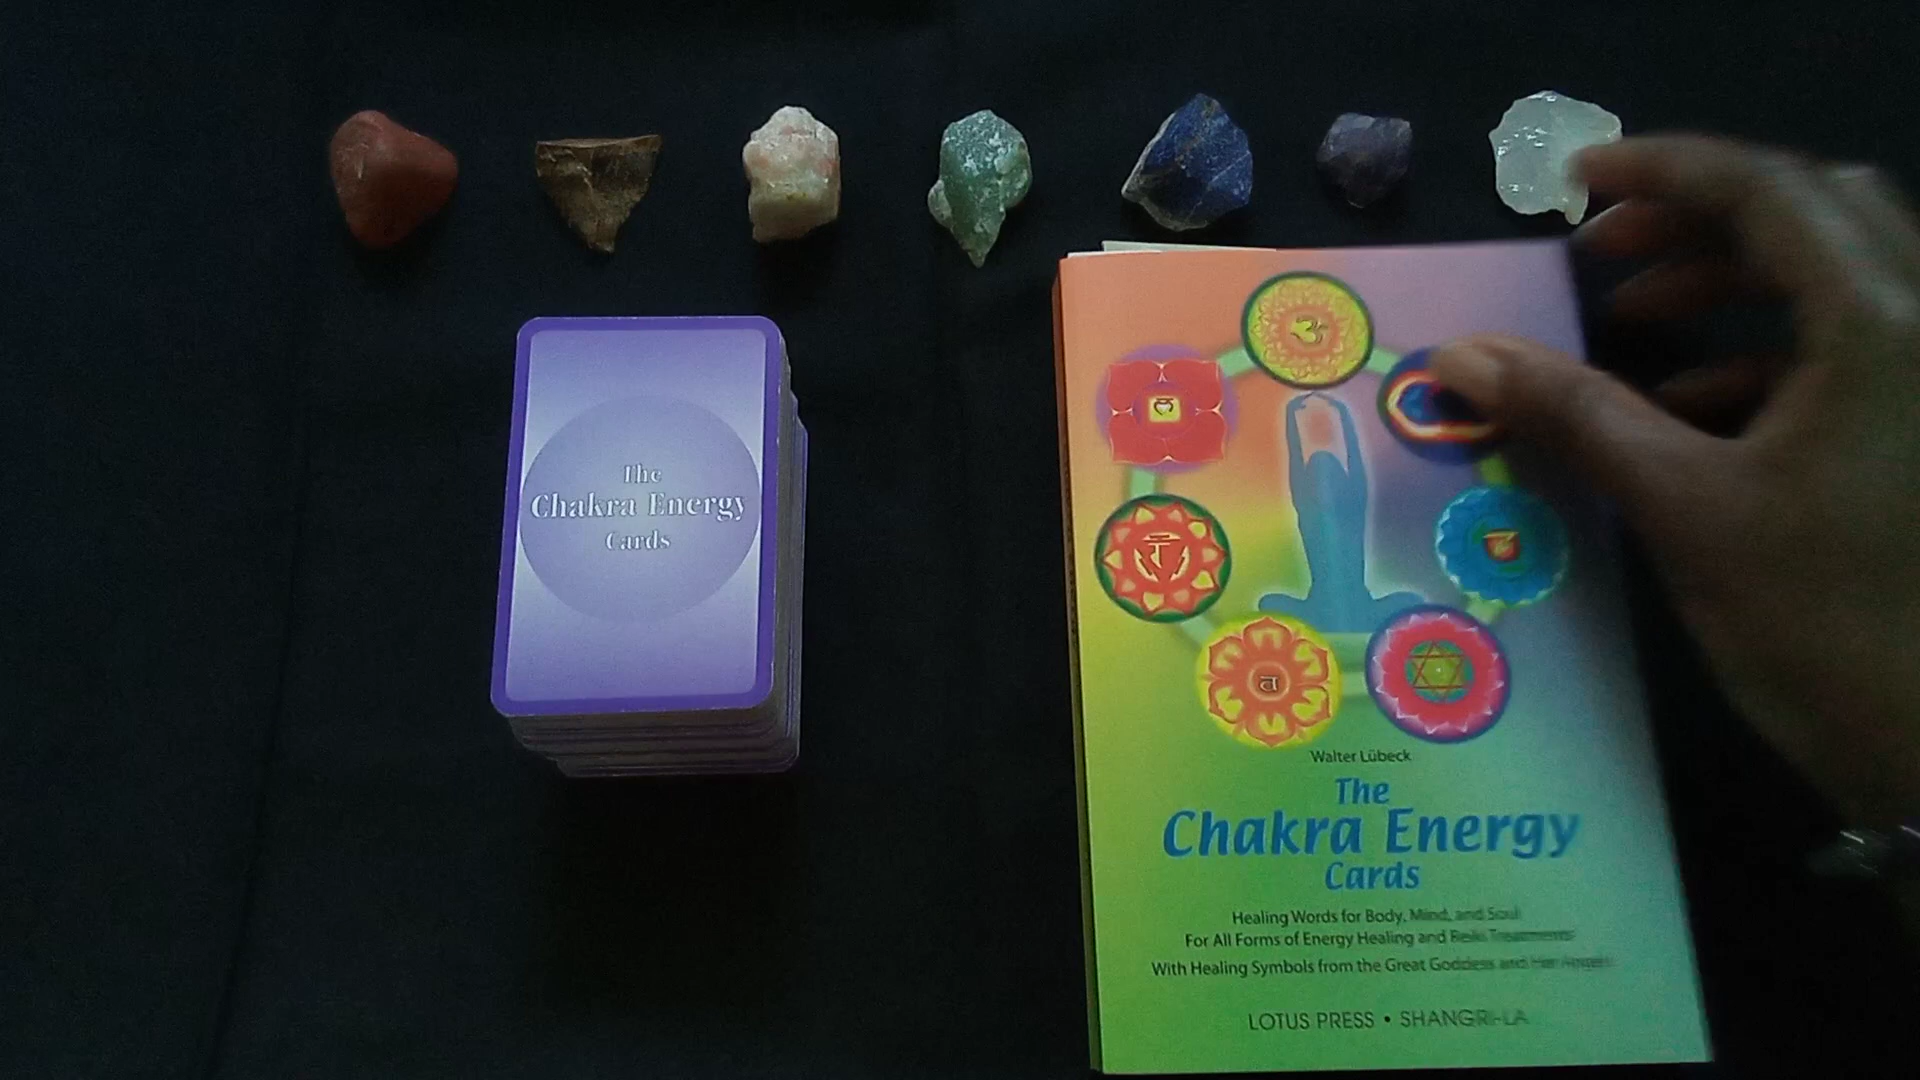 The
Chakra Energy
Cards
Walter Lübeck
The
Chakra Energy
Cards
Healing Words for Body, Mind, and Soul
For All Forms of Energy Healing and Reiki Treatments
With Healing Symbols from the Great Goddess and Her Angels
LOTUS PRESS • SHANGRI-LA